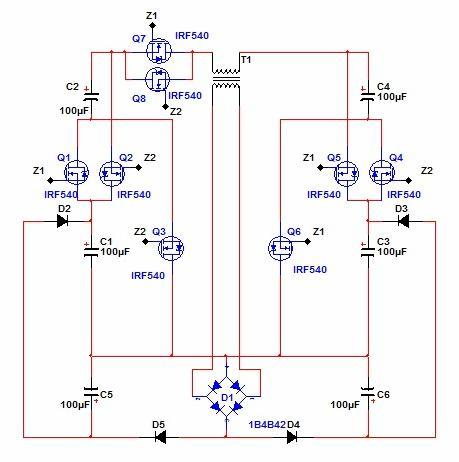 Z1
Q7 IRF540
T1
C2 Q8 IRF540 C4
100µF Z2 100µF
Z1 Q1 Q2 Z2 Z1 Q5 Q4 Z2
IRF540 IRF540 IRF540 IRF540
D2 D3
C1 Z2 Q3 Q6 Z1 C3
100µF 100µF
IRF540 IRF540
C5 D1 C6
100µF 100µF
D5 1B4B42 D4